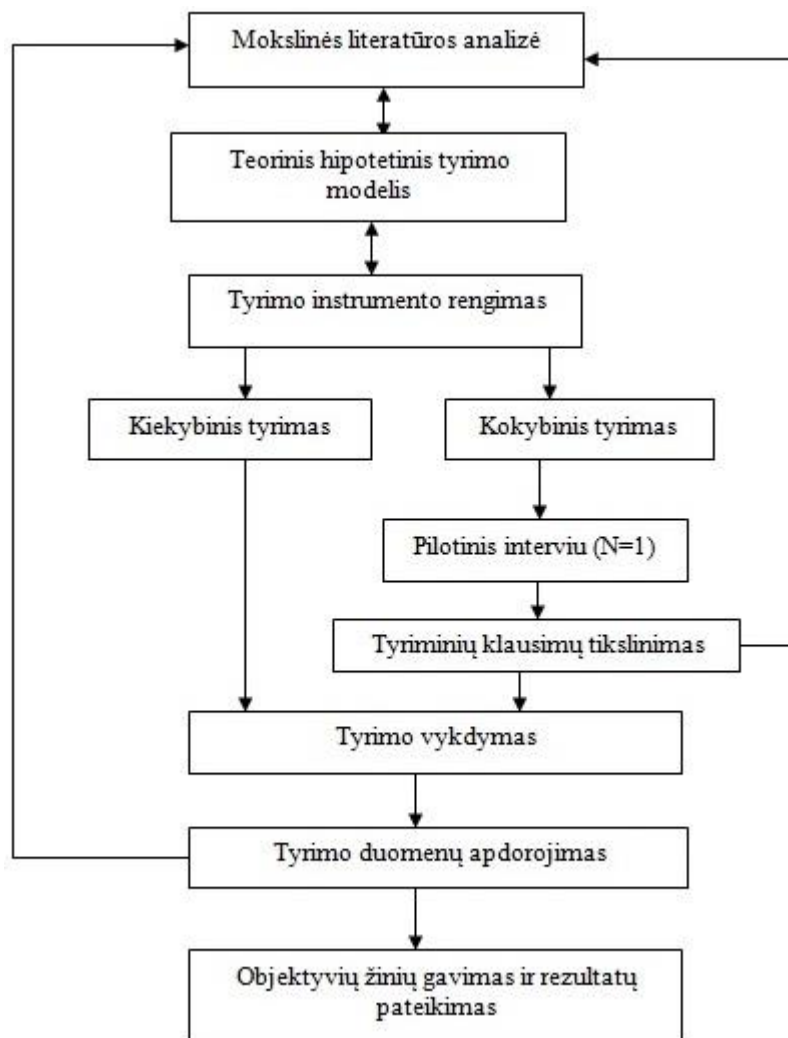 Mokslinės literatūros analizė
Teorinis hipotetinis tyrimo
modelis
Tyrimo instrumento rengimas
Kiekybinis tyrimas
Kokybinis tyrimas
Pilotinis interviu (N=1)
Tyriminių klausimų tikslinimas
Tyrimo vykdymas
Tyrimo duomenų apdorojimas
Objektyvių žinių gavimas ir rezultatų
pateikimas